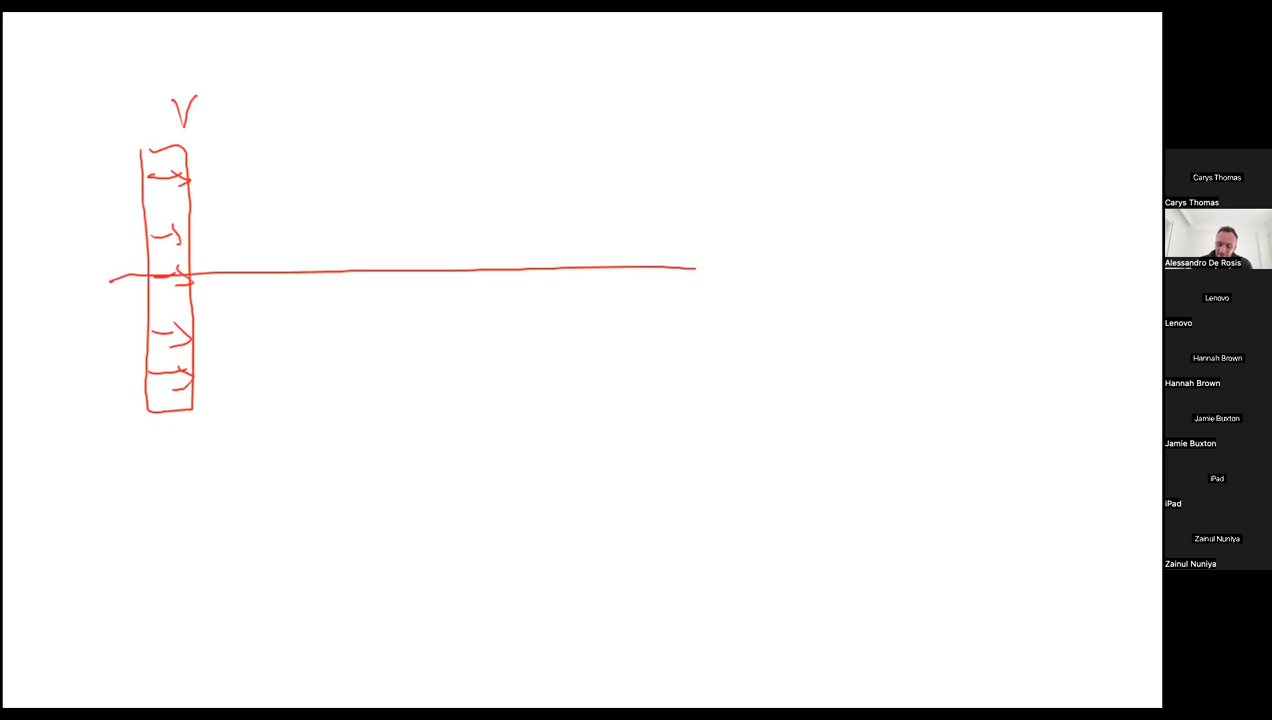 V
Carys Thomas
Carys Thomas
Alessandro De Rosis
Lenovo
Lenovo
Hannah Brown
Hannah Brown
Jamie Buxton
Jamie Buxton
iPad
iPad
Zainul Nuniya
Zainul Nuniya